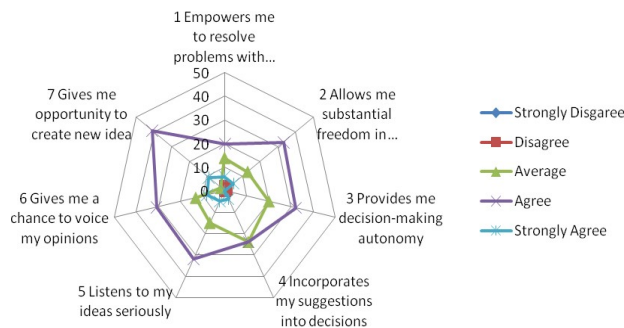 1 Empowers me
to resolve
problems with...
50
40
30
20
10
0
2 Allows me
substantial
freedom in...
3 Provides me
decision-making
autonomy
4 Incorporates
my suggestions
into decisions
5 Listens to my
ideas seriously
6 Gives me a
chance to voice
my opinions
7 Gives me
opportunity to
create new idea
Strongly Disgaree
Disagree
Average
Agree
Strongly Agree